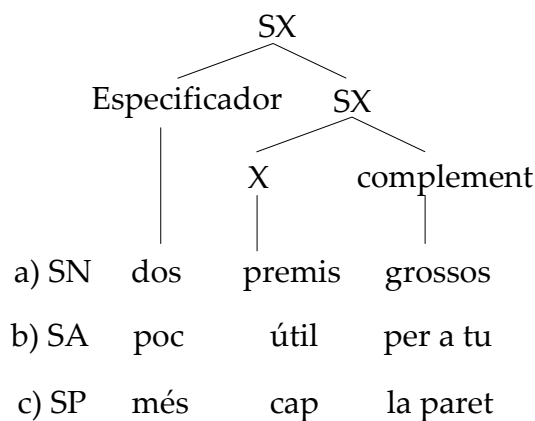 SX
Especificador SX
X complement
a) SN dos premis grossos
b) SA poc útil per a tu
c) SP més cap la paret